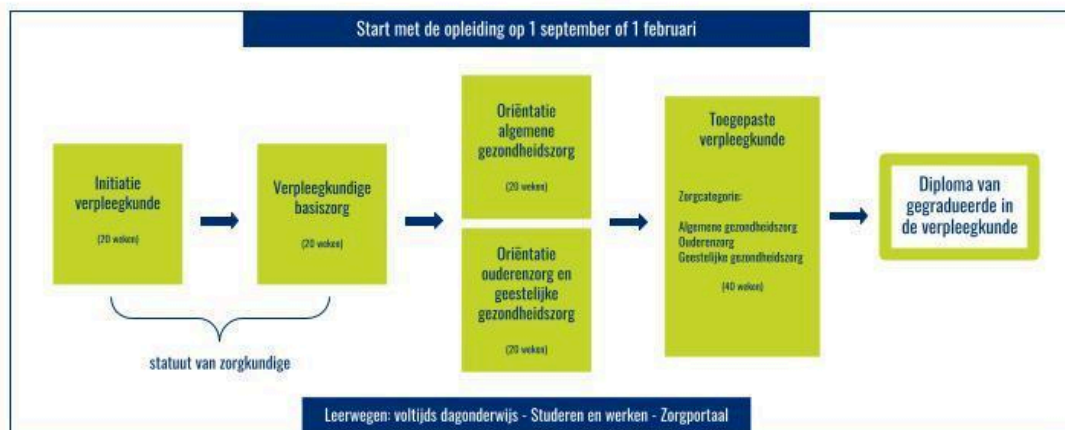 Start met de opleiding op 1 september of 1 februari
Initiatie
verpleegkunde
(20 weken)
Verpleegkundige
basiszorg
(20 weken)
statuut van zorgkundige
Oriëntatie
algemene
gezondheidszorg
(20 weken)
Oriëntatie
ouderenzorg en
geestelijke
gezondheidszorg
(20 weken)
Toegepaste
verpleegkunde
Zorgcategorie:
Algemene gezondheidszorg
Ouderenzorg
Geestelijke gezondheidszorg
(40 weken)
Diploma van
gegradueerde in
de verpleegkunde
Leerwegen: voltijds dagonderwijs - Studeren en werken - Zorgportaal